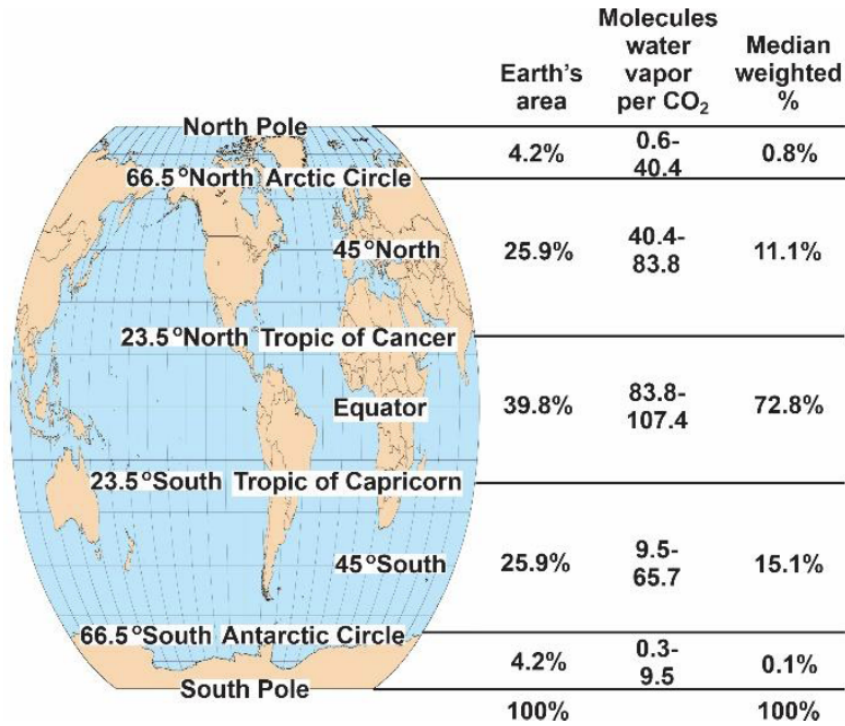 Earth's
area
Molecules
water
vapor
per CO₂
Median
weighted
%
North Pole
4.2%
0.6-
40.4
0.8%
66.5°North Arctic Circle
45°North
25.9%
40.4-
83.8
11.1%
23.5°North Tropic of Cancer
Equator
39.8%
83.8-
107.4
72.8%
23.5°South Tropic of Capricorn
45°South
25.9%
9.5-
65.7
15.1%
66.5°South Antarctic Circle
4.2%
0.3-
9.5
0.1%
South Pole
100%
100%